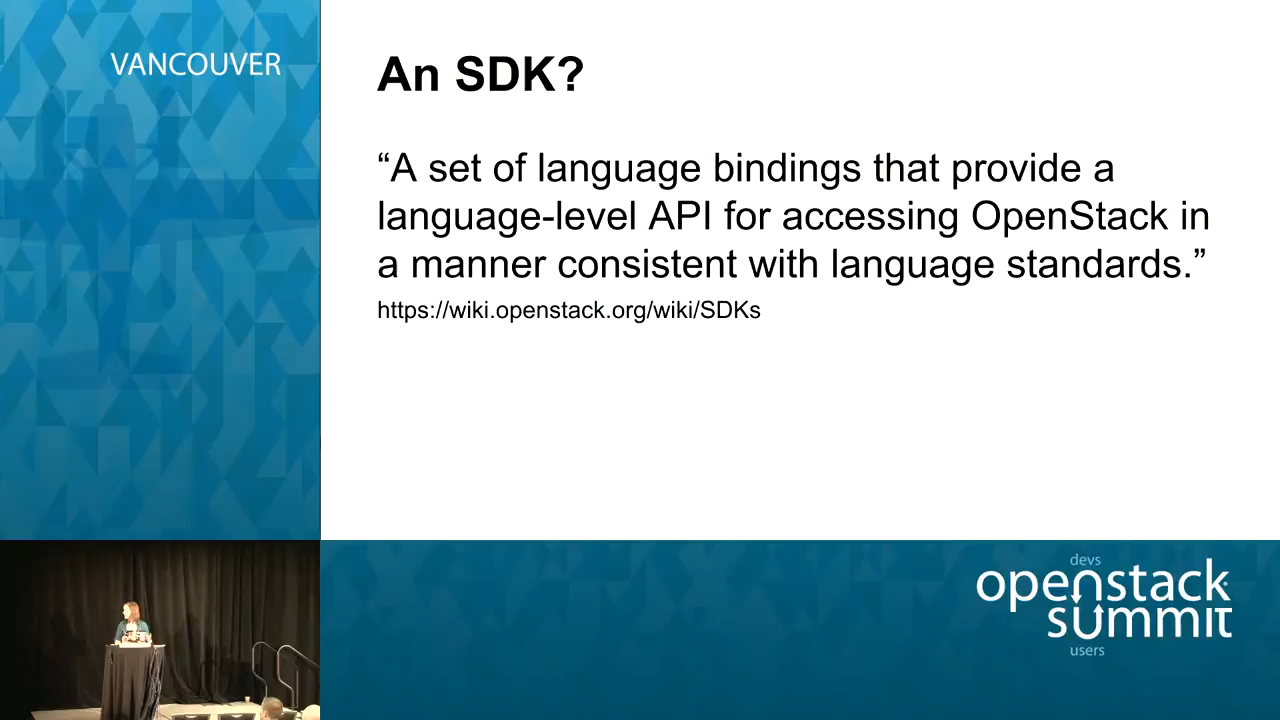 VANCOUVER
An SDK?
“A set of language bindings that provide a
language-level API for accessing OpenStack in
a manner consistent with language standards.”
https://wiki.openstack.org/wiki/SDKs
devs
openstack
summit
users